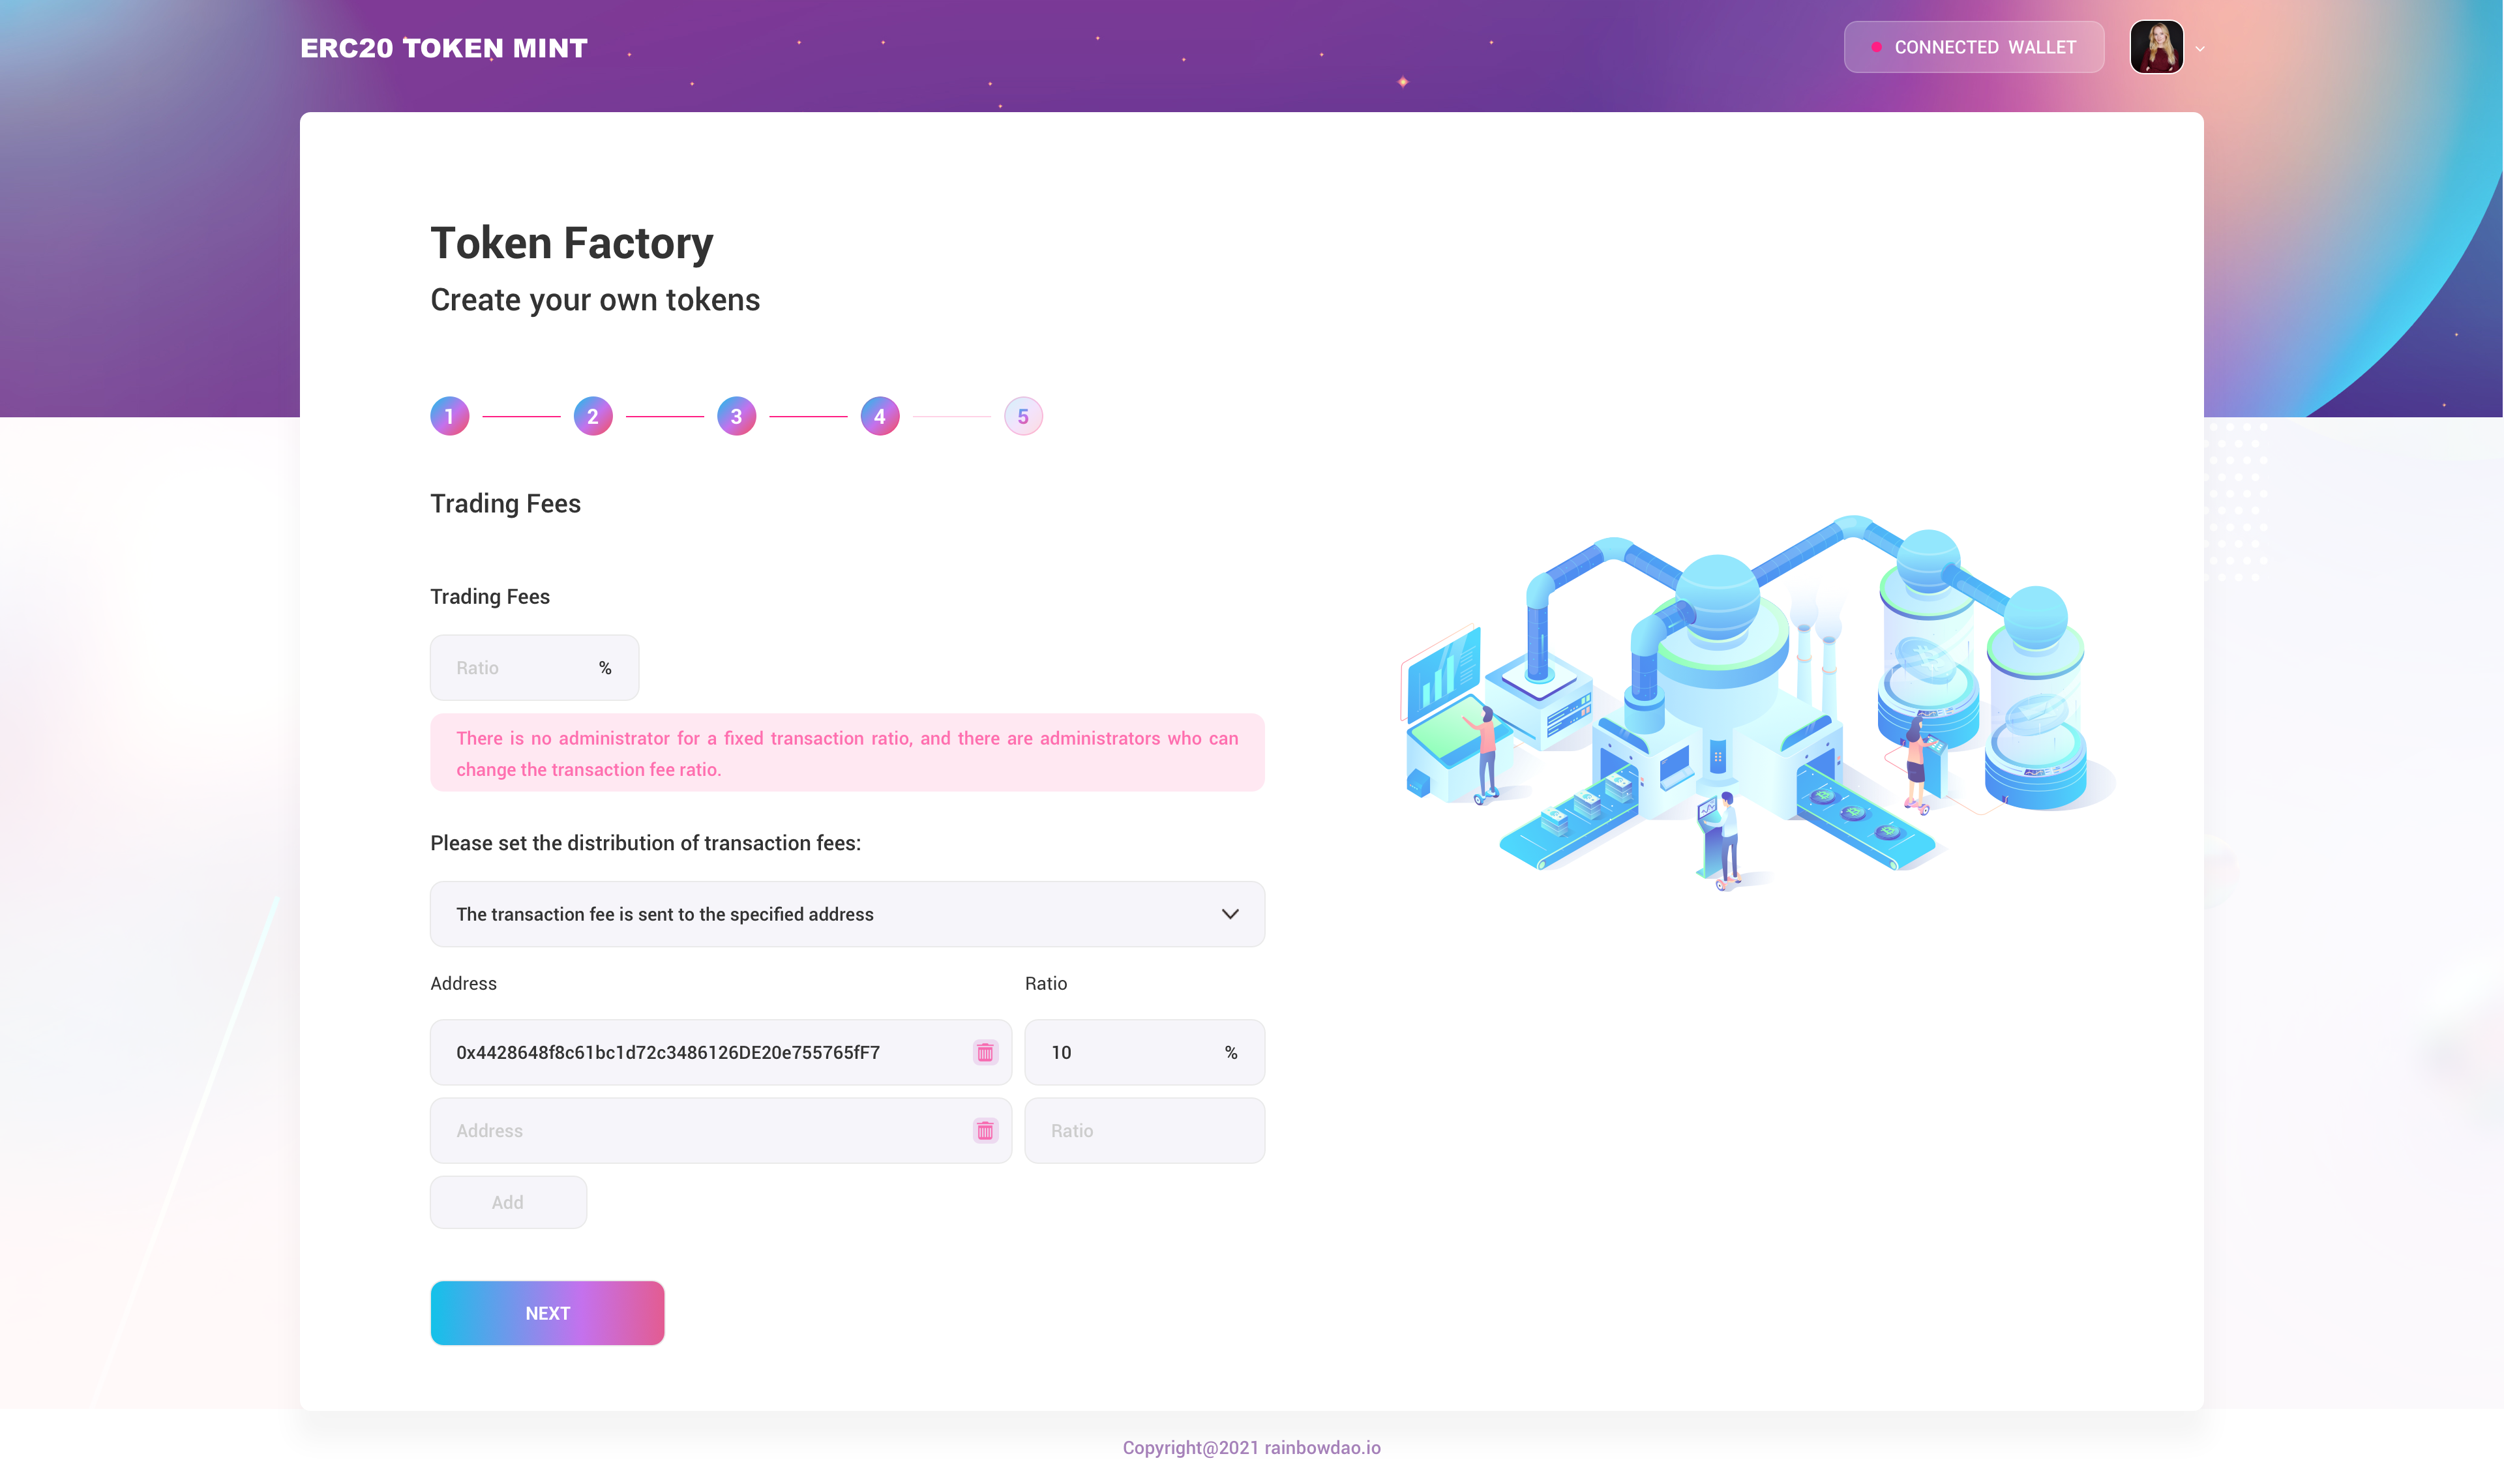 ERC20 TOKEN MINT
CONNECTED WALLET
Token Factory
Create your own tokens
1
2
3
4
5
Trading Fees
Trading Fees
Ratio %
There is no administrator for a fixed transaction ratio, and there are administrators who can
change the transaction fee ratio.
Please set the distribution of transaction fees:
The transaction fee is sent to the specified address
Address Ratio
0x4428648f8c61bc1d72c3486126DE20e755765fF7 10 %
Address Ratio
Add
NEXT
Copyright@2021 rainbowdao.io